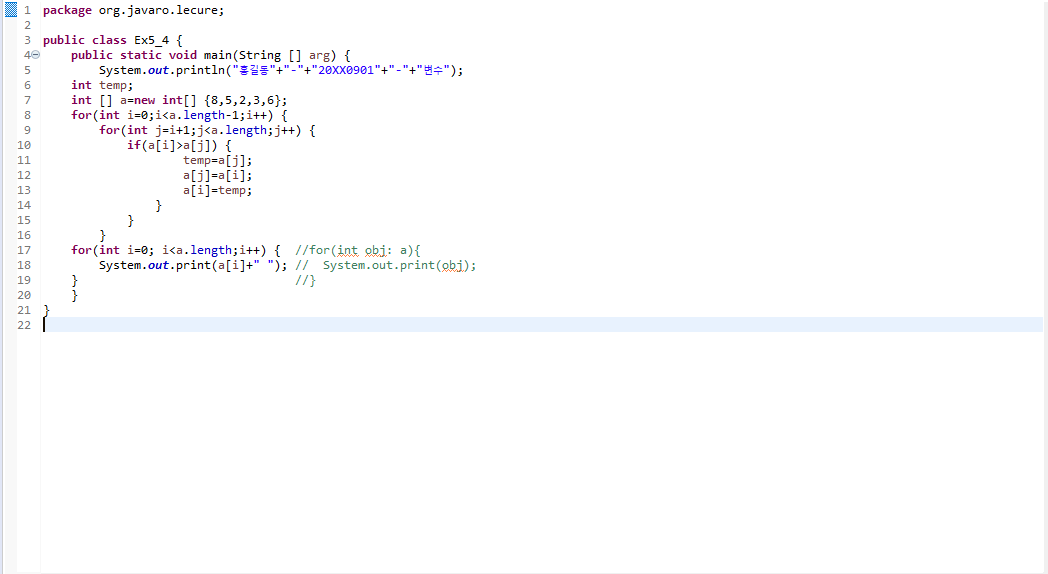 1 package org.javaro.lecure;
2
3 public class Ex5_4 {
4 public static void main(String [] arg) {
5 System.out.println("홍길동"+"-"+"20XX0901"+"-"+"변수");
6 int temp;
7 int [] a=new int[] {8,5,2,3,6};
8 for(int i=0;i<a.length-1;i++) {
9 for(int j=i+1;j<a.length;j++) {
10 if(a[i]>a[j]) {
11 temp=a[j];
12 a[j]=a[i];
13 a[i]=temp;
14 }
15 }
16 }
17 for(int i=0; i<a.length;i++) { //for(int obj: a){
18 System.out.print(a[i]+" "); // System.out.print(obj);
19 } //}
20 }
21 }
22